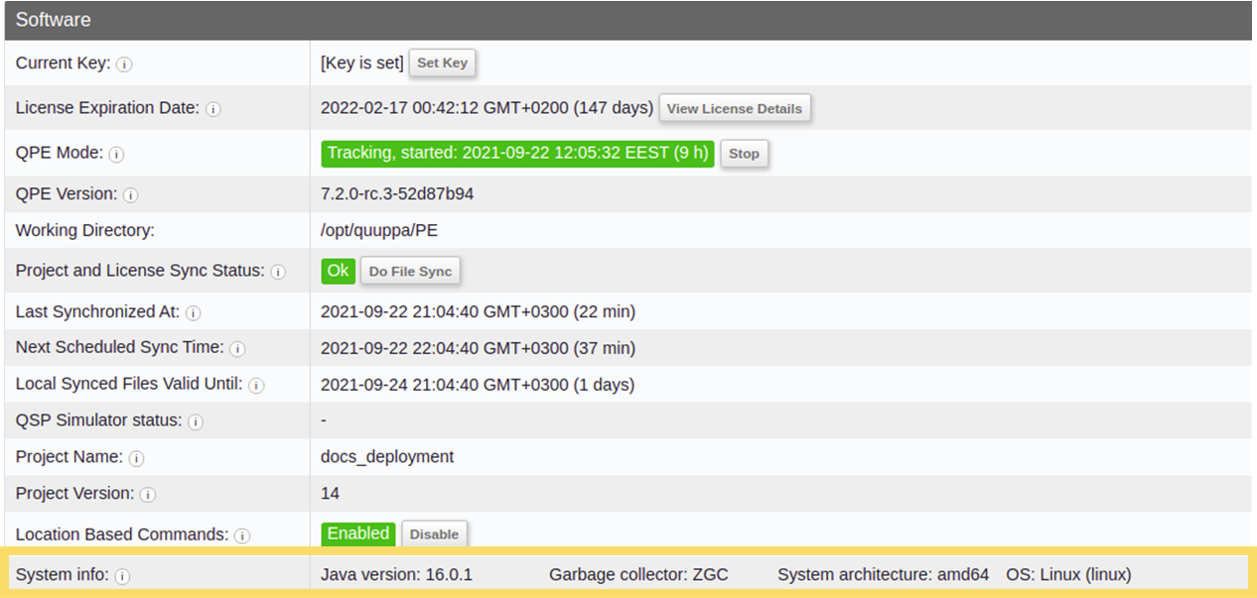 Software
Current Key: [Key is set] Set Key
License Expiration Date: 2022-02-17 00:42:12 GMT+0200 (147 days) View License Details
QPE Mode: Tracking, started: 2021-09-22 12:05:32 EEST (9 h) Stop
QPE Version: 7.2.0-rc.3-52d87b94
Working Directory: /opt/quuppa/PE
Project and License Sync Status: Ok Do File Sync
Last Synchronized At: 2021-09-22 21:04:40 GMT+0300 (22 min)
Next Scheduled Sync Time: 2021-09-22 22:04:40 GMT+0300 (37 min)
Local Synced Files Valid Until: 2021-09-24 21:04:40 GMT+0300 (1 days)
QSP Simulator status: -
Project Name: docs_deployment
Project Version: 14
Location Based Commands: Enabled Disable
System info: Java version: 16.0.1 Garbage collector: ZGC System architecture: amd64 OS: Linux (linux)